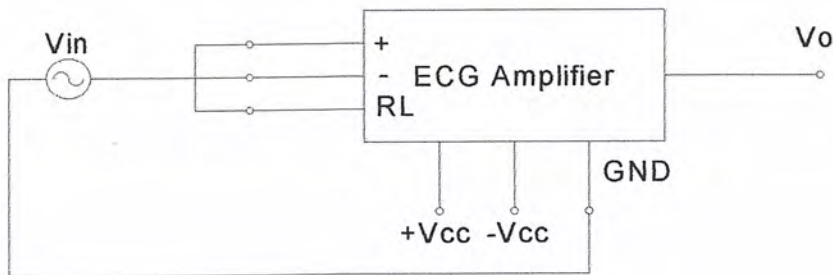 Vin
+
-
RL
ECG Amplifier
Vo
GND
+Vcc
-Vcc